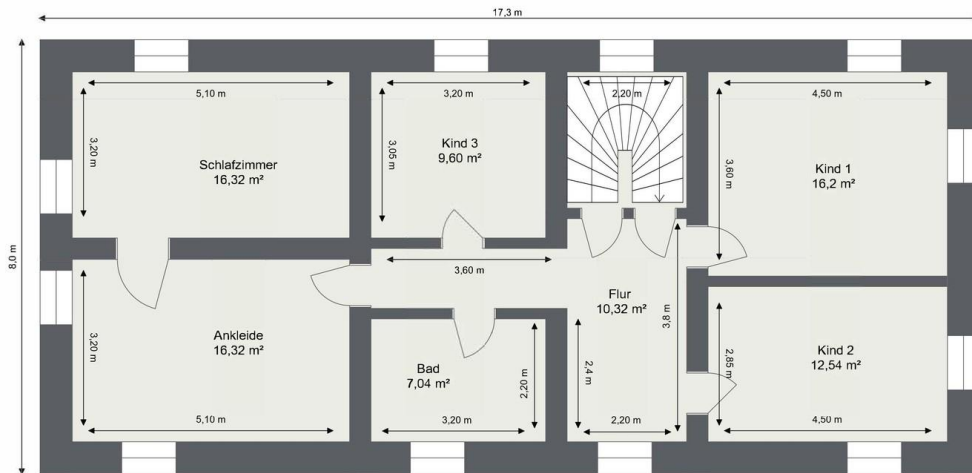 17,3 m
8,0 m
5,10 m
3,20 m
Schlafzimmer
16,32 m²
3,20 m
3,05 m
Kind 3
9,60 m²
2,20 m
4,50 m
3,60 m
Kind 1
16,2 m²
3,60 m
Flur
10,32 m²
3,8 m
2,4 m
2,20 m
3,20 m
Ankleide
16,32 m²
5,10 m
Bad
7,04 m²
2,20 m
3,20 m
Kind 2
12,54 m²
2,85 m
4,50 m